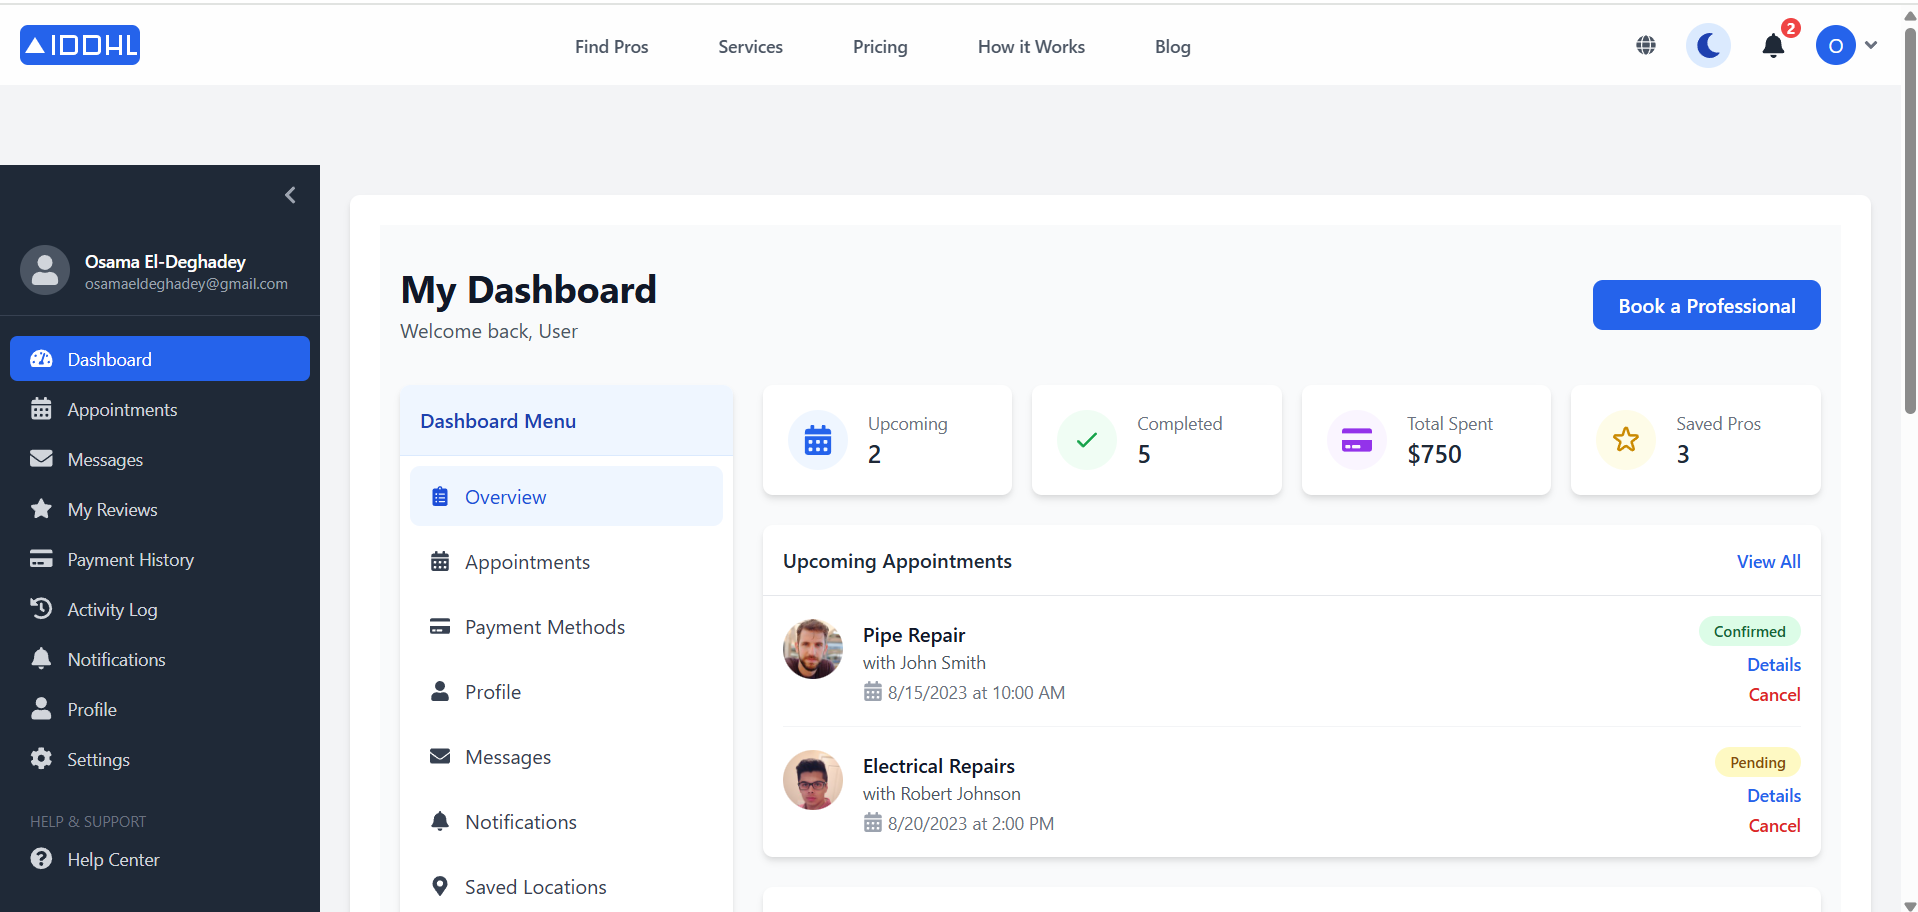 IDDHL
Find Pros
Services
Pricing
How it Works
Blog
2
O
Osama El-Deghadey
osamaeldeghadey@gmail.com
Dashboard
Appointments
Messages
My Reviews
Payment History
Activity Log
Notifications
Profile
Settings
HELP & SUPPORT
Help Center
My Dashboard
Welcome back, User
Book a Professional
Dashboard Menu
Overview
Appointments
Payment Methods
Profile
Messages
Notifications
Saved Locations
Upcoming
2
Completed
5
Total Spent
$750
Saved Pros
3
Upcoming Appointments
View All
Pipe Repair
with John Smith
8/15/2023 at 10:00 AM
Confirmed
Details
Cancel
Electrical Repairs
with Robert Johnson
8/20/2023 at 2:00 PM
Pending
Details
Cancel